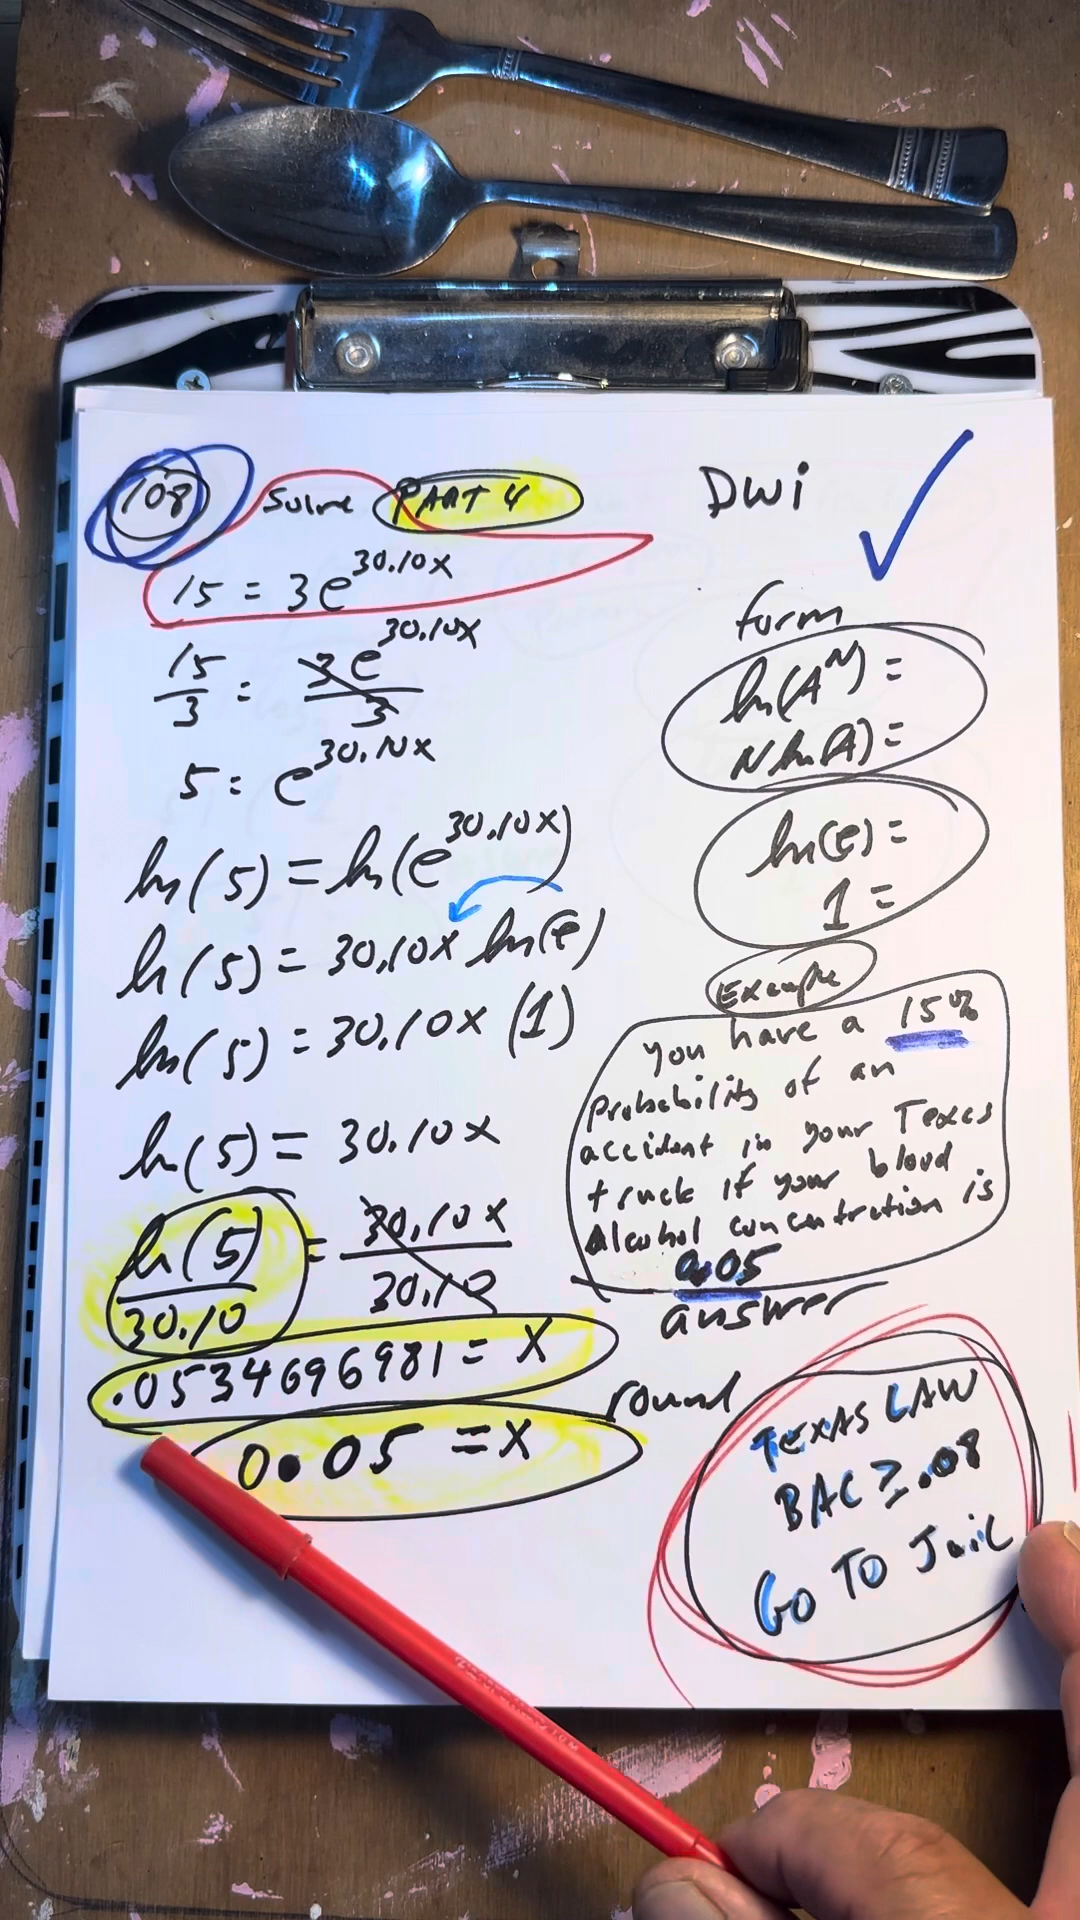 108 Solve PART 4
15 = 3e^30.10x
15/3 = 3e^30.10x/3
5 = e^30.10x
ln(5) = ln(e^30.10x)
ln(5) = 30.10x ln(e)
ln(5) = 30.10x (1)
ln(5) = 30.10x
ln(5)/30.10 = 30.10x/30.10
.0534696981 = x
0.05 = x
round
DWi
form
ln(A^N) =
N ln(A) =
ln(e) =
1 =
Example
you have a 15%
probability of an
accident in your Texas
truck if your blood
Alcohol concentration is
0.05
answer
TEXAS LAW
BAC ≥ .08
GO TO Jail